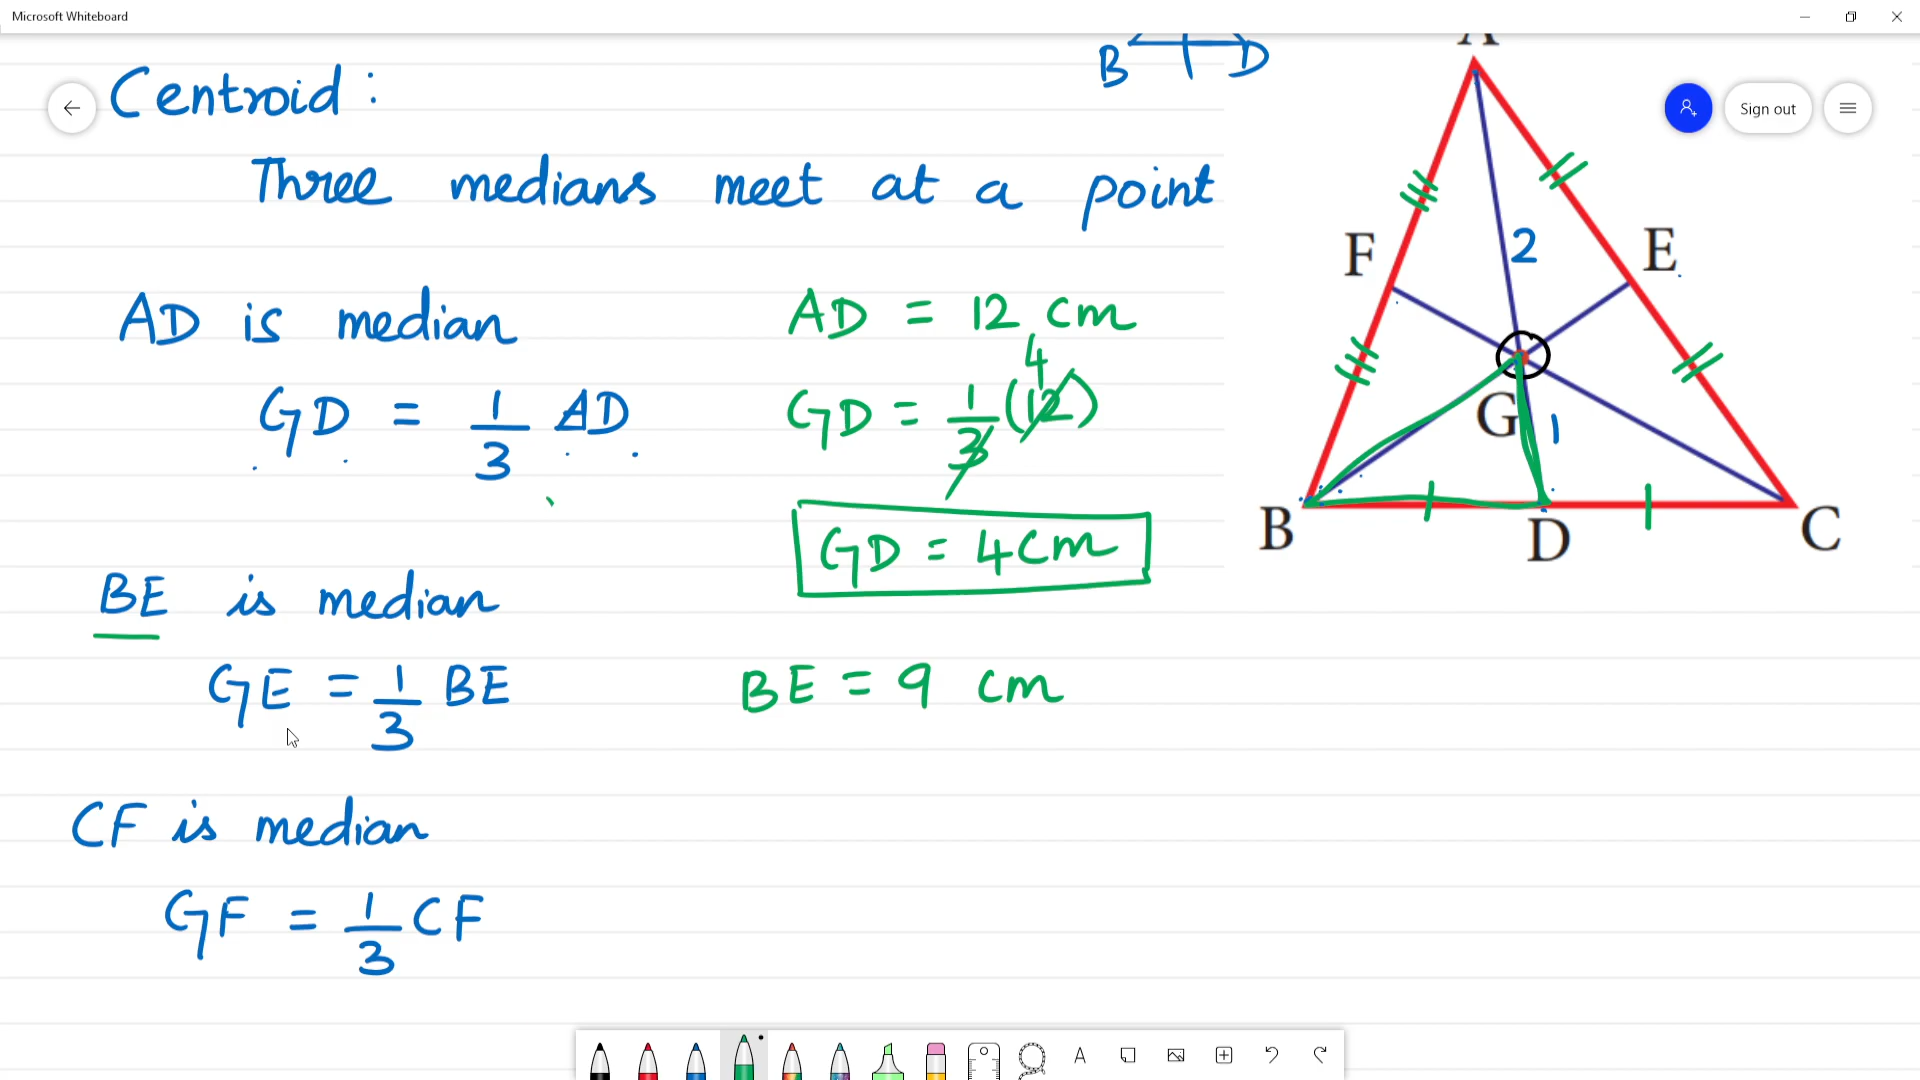 Microsoft Whiteboard
B D
Centroid :
Sign out
Three medians meet at a point
A
F
E
2
AD is median
AD = 12 cm
GD = 1/3 AD
4
GD = 1/3 (12)
G
1
B
D
C
GD = 4cm
BE is median
GE = 1/3 BE
BE = 9 cm
CF is median
GF = 1/3 CF
A